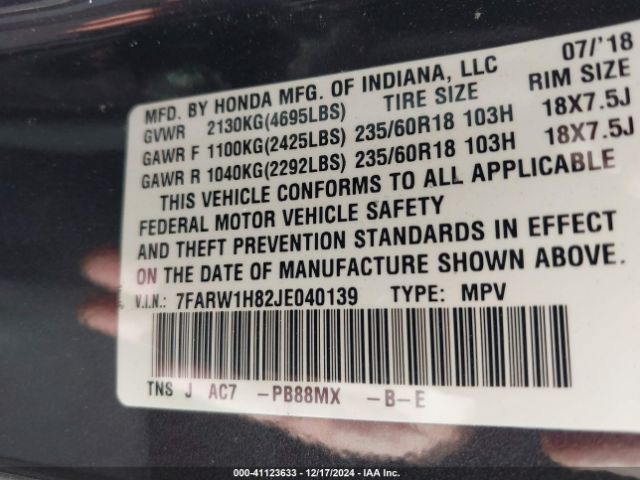 07/'18
MFD. BY HONDA MFG. OF INDIANA, LLC
GVWR 2130KG(4695LBS) TIRE SIZE RIM SIZE
GAWR F 1100KG(2425LBS) 235/60R18 103H 18X7.5J
GAWR R 1040KG(2292LBS) 235/60R18 103H 18X7.5J
THIS VEHICLE CONFORMS TO ALL APPLICABLE
FEDERAL MOTOR VEHICLE SAFETY
AND THEFT PREVENTION STANDARDS IN EFFECT
ON THE DATE OF MANUFACTURE SHOWN ABOVE.
V.I.N.: 7FARW1H82JE040139 TYPE: MPV
TNS J AC7 -PB88MX -B-E
000-41123633 - 12/17/2024 - IAA Inc.